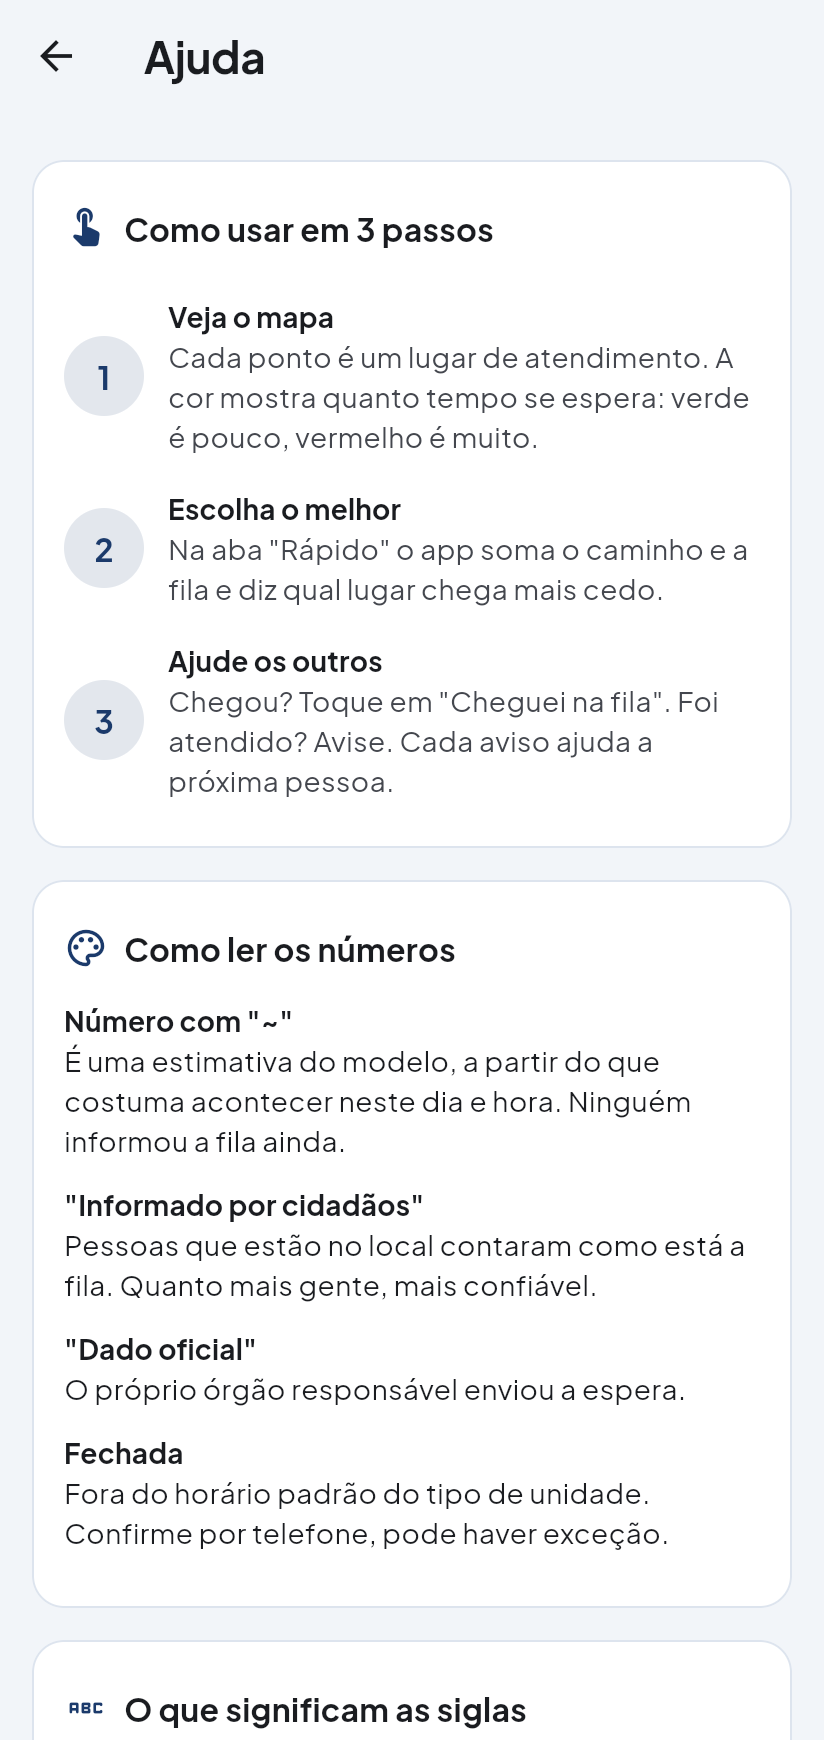 Ajuda
Como usar em 3 passos
Veja o mapa
1
Cada ponto é um lugar de atendimento. A
cor mostra quanto tempo se espera: verde
é pouco, vermelho é muito.
Escolha o melhor
2
Na aba "Rápido" o app soma o caminho e a
fila e diz qual lugar chega mais cedo.
Ajude os outros
3
Chegou? Toque em "Cheguei na fila". Foi
atendido? Avise. Cada aviso ajuda a
próxima pessoa.
Como ler os números
Número com "~"
É uma estimativa do modelo, a partir do que
costuma acontecer neste dia e hora. Ninguém
informou a fila ainda.
"Informado por cidadãos"
Pessoas que estão no local contaram como está a
fila. Quanto mais gente, mais confiável.
"Dado oficial"
O próprio órgão responsável enviou a espera.
Fechada
Fora do horário padrão do tipo de unidade.
Confirme por telefone, pode haver exceção.
ABC O que significam as siglas